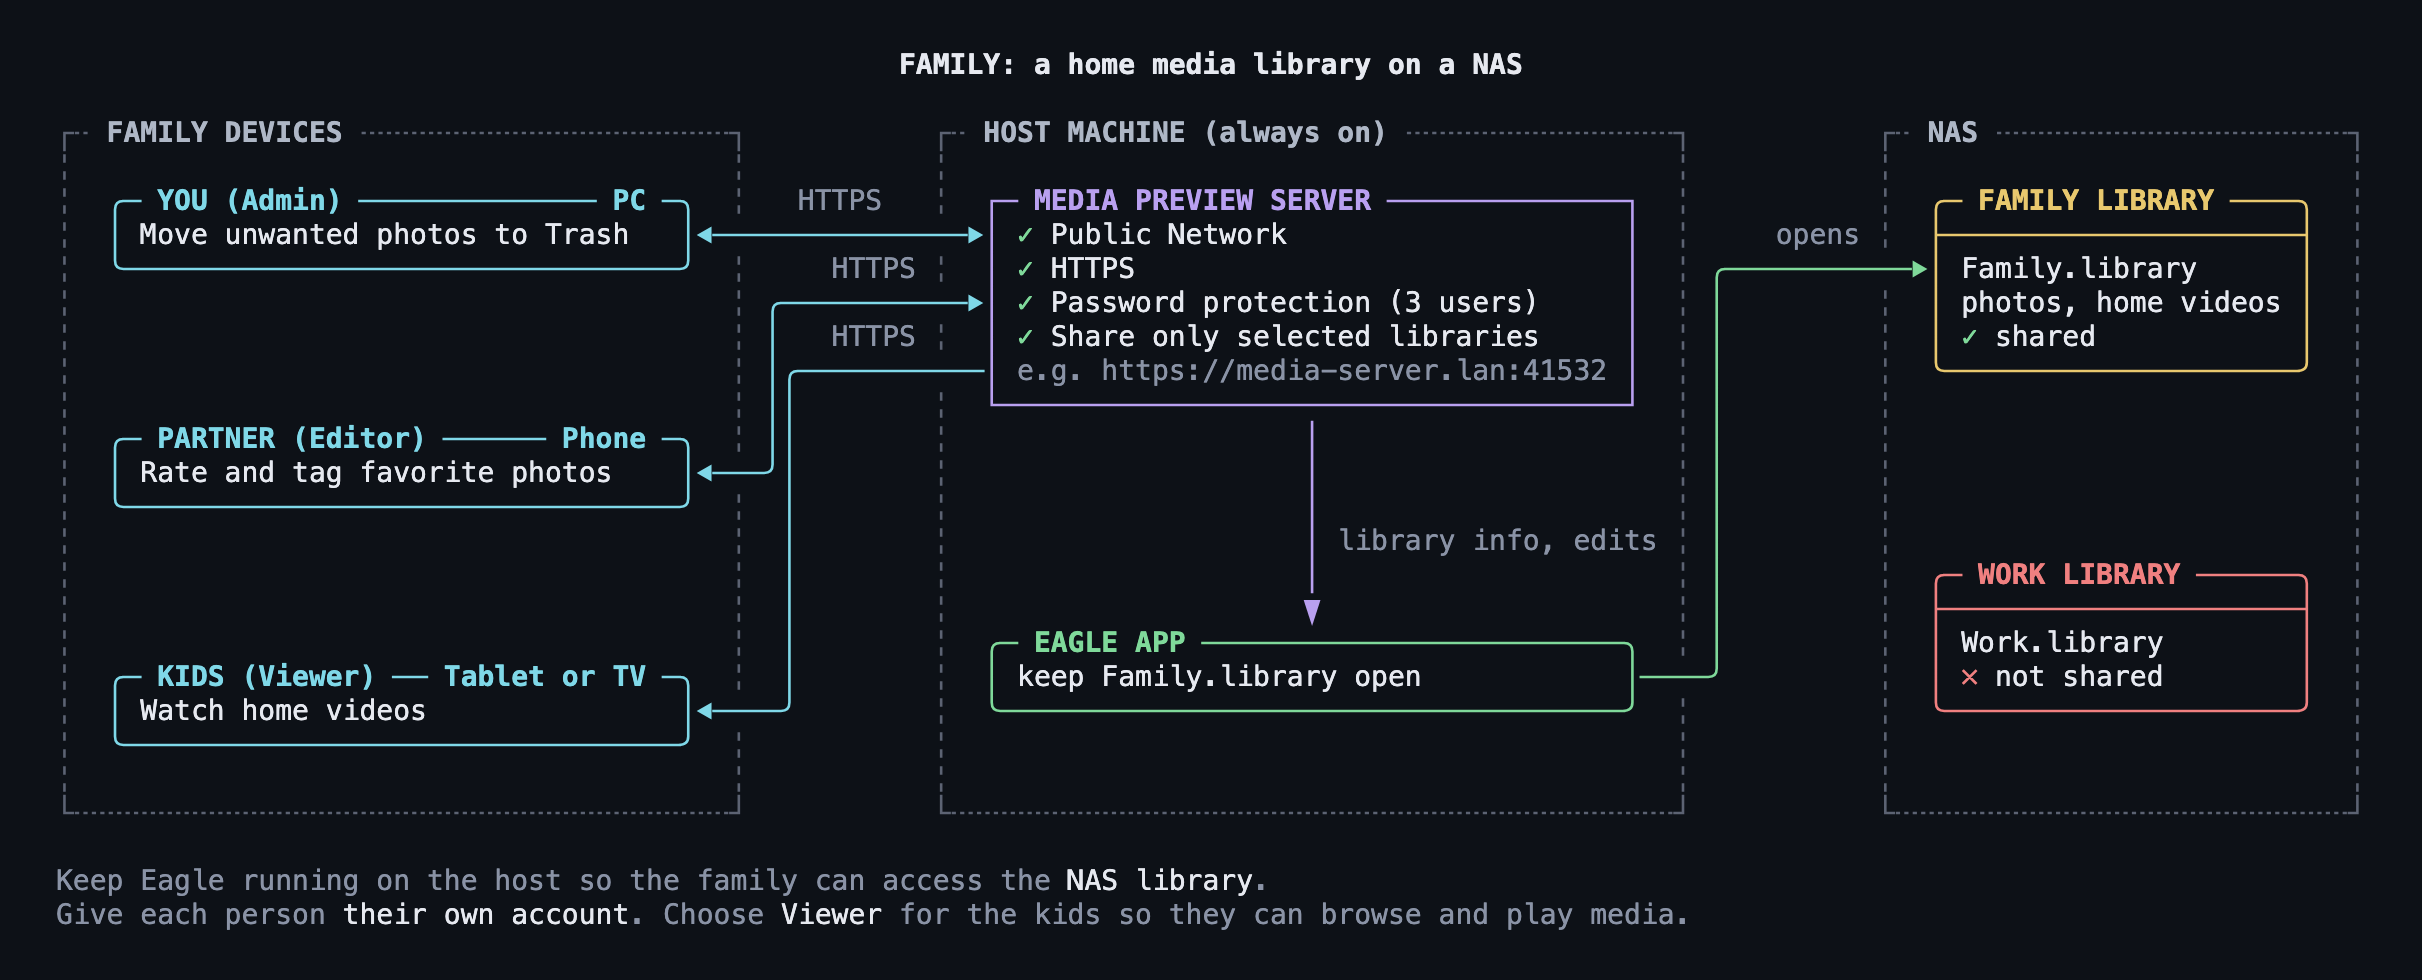 FAMILY: a home media library on a NAS
FAMILY DEVICES
YOU (Admin) PC
Move unwanted photos to Trash
PARTNER (Editor) Phone
Rate and tag favorite photos
KIDS (Viewer) Tablet or TV
Watch home videos
HTTPS
HTTPS
HTTPS
HOST MACHINE (always on)
MEDIA PREVIEW SERVER
✓ Public Network
✓ HTTPS
✓ Password protection (3 users)
✓ Share only selected libraries
e.g. https://media-server.lan:41532
library info, edits
EAGLE APP
keep Family.library open
opens
NAS
FAMILY LIBRARY
Family.library
photos, home videos
✓ shared
WORK LIBRARY
Work.library
✕ not shared
Keep Eagle running on the host so the family can access the NAS library.
Give each person their own account. Choose Viewer for the kids so they can browse and play media.